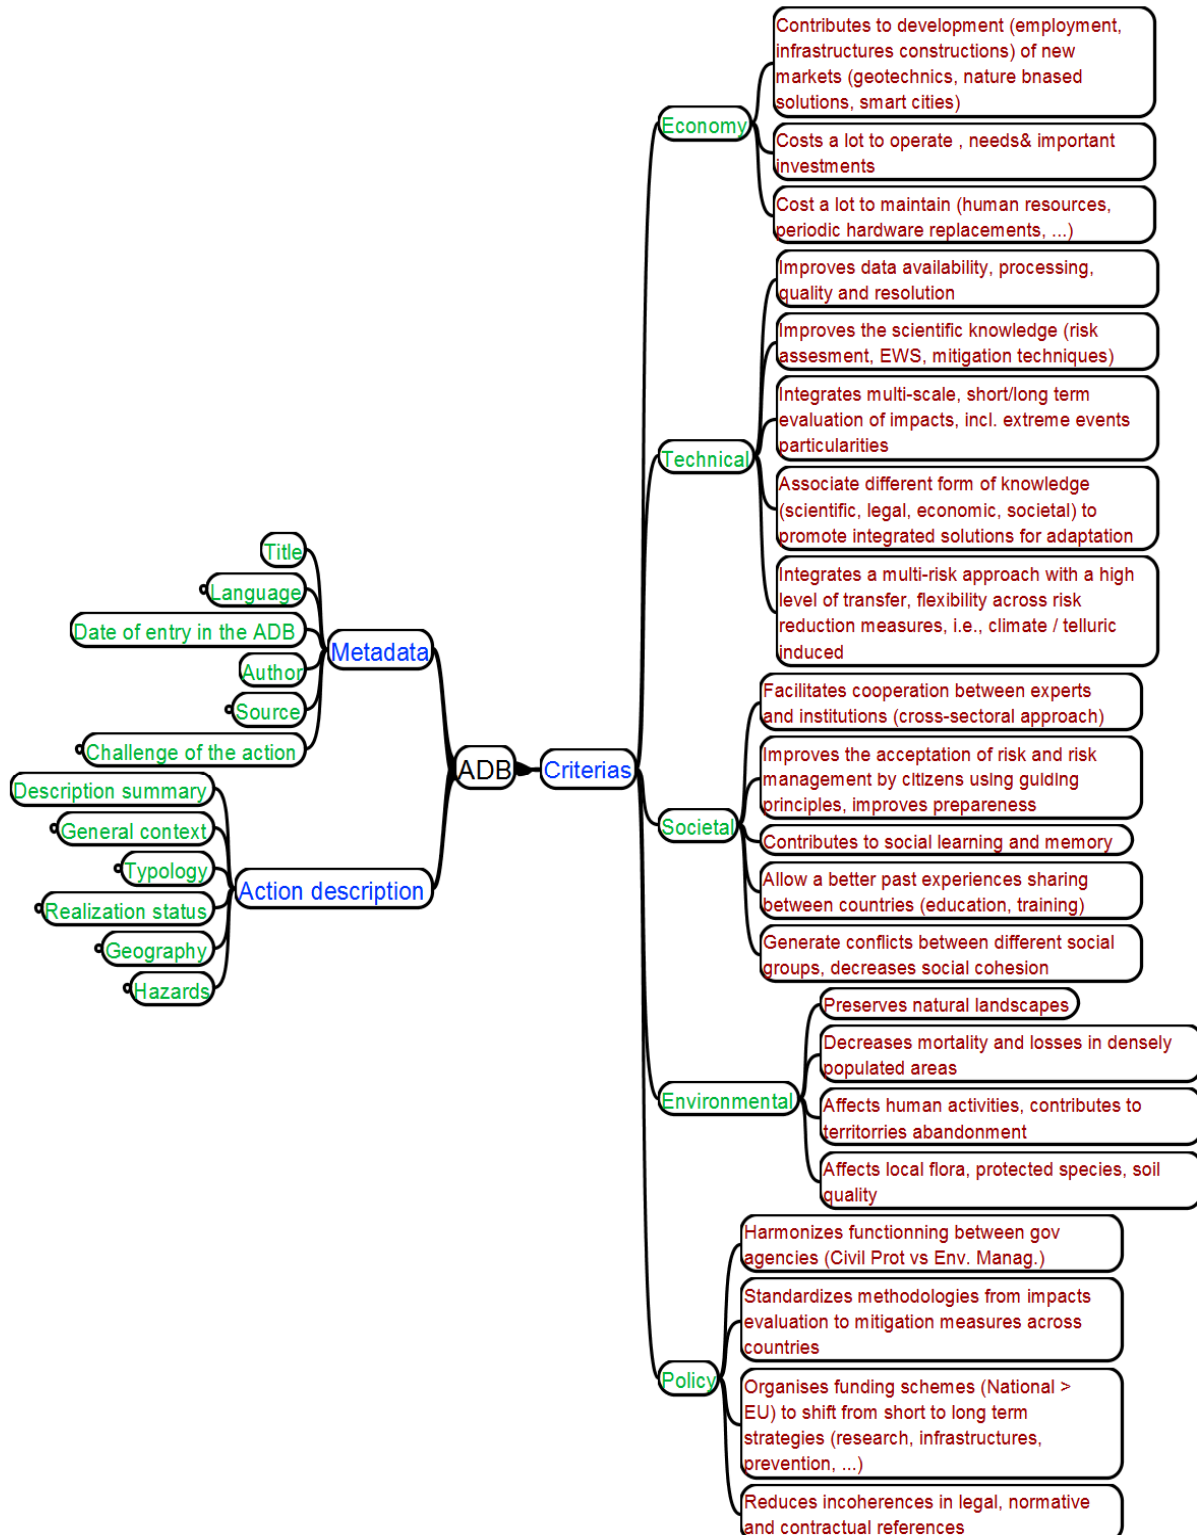 Contributes to development (employment,
infrastructures constructions) of new
markets (geotechnics, nature bnased
solutions, smart cities)
Economy
Costs a lot to operate , needs& important
investments
Cost a lot to maintain (human resources,
periodic hardware replacements, ...)
Improves data availability, processing,
quality and resolution
Improves the scientific knowledge (risk
assesment, EWS, mitigation techniques)
Integrates multi-scale, short/long term
evaluation of impacts, incl. extreme events
particularities
Technical
Associate different form of knowledge
(scientific, legal, economic, societal) to
promote integrated solutions for adaptation
Integrates a multi-risk approach with a high
level of transfer, flexibility across risk
reduction measures, i.e., climate / telluric
induced
Title
Language
Date of entry in the ADB
Metadata
Author
Source
Challenge of the action
ADB
Criterias
Description summary
General context
Typology
Action description
Realization status
Geography
Hazards
Facilitates cooperation between experts
and institutions (cross-sectoral approach)
Improves the acceptation of risk and risk
management by citizens using guiding
principles, improves prepareness
Societal
Contributes to social learning and memory
Allow a better past experiences sharing
between countries (education, training)
Generate conflicts between different social
groups, decreases social cohesion
Preserves natural landscapes
Decreases mortality and losses in densely
populated areas
Environmental
Affects human activities, contributes to
territorries abandonment
Affects local flora, protected species, soil
quality
Harmonizes functionning between gov
agencies (Civil Prot vs Env. Manag.)
Standardizes methodologies from impacts
evaluation to mitigation measures across
countries
Policy
Organises funding schemes (National >
EU) to shift from short to long term
strategies (research, infrastructures,
prevention, ...)
Reduces incoherences in legal, normative
and contractual references